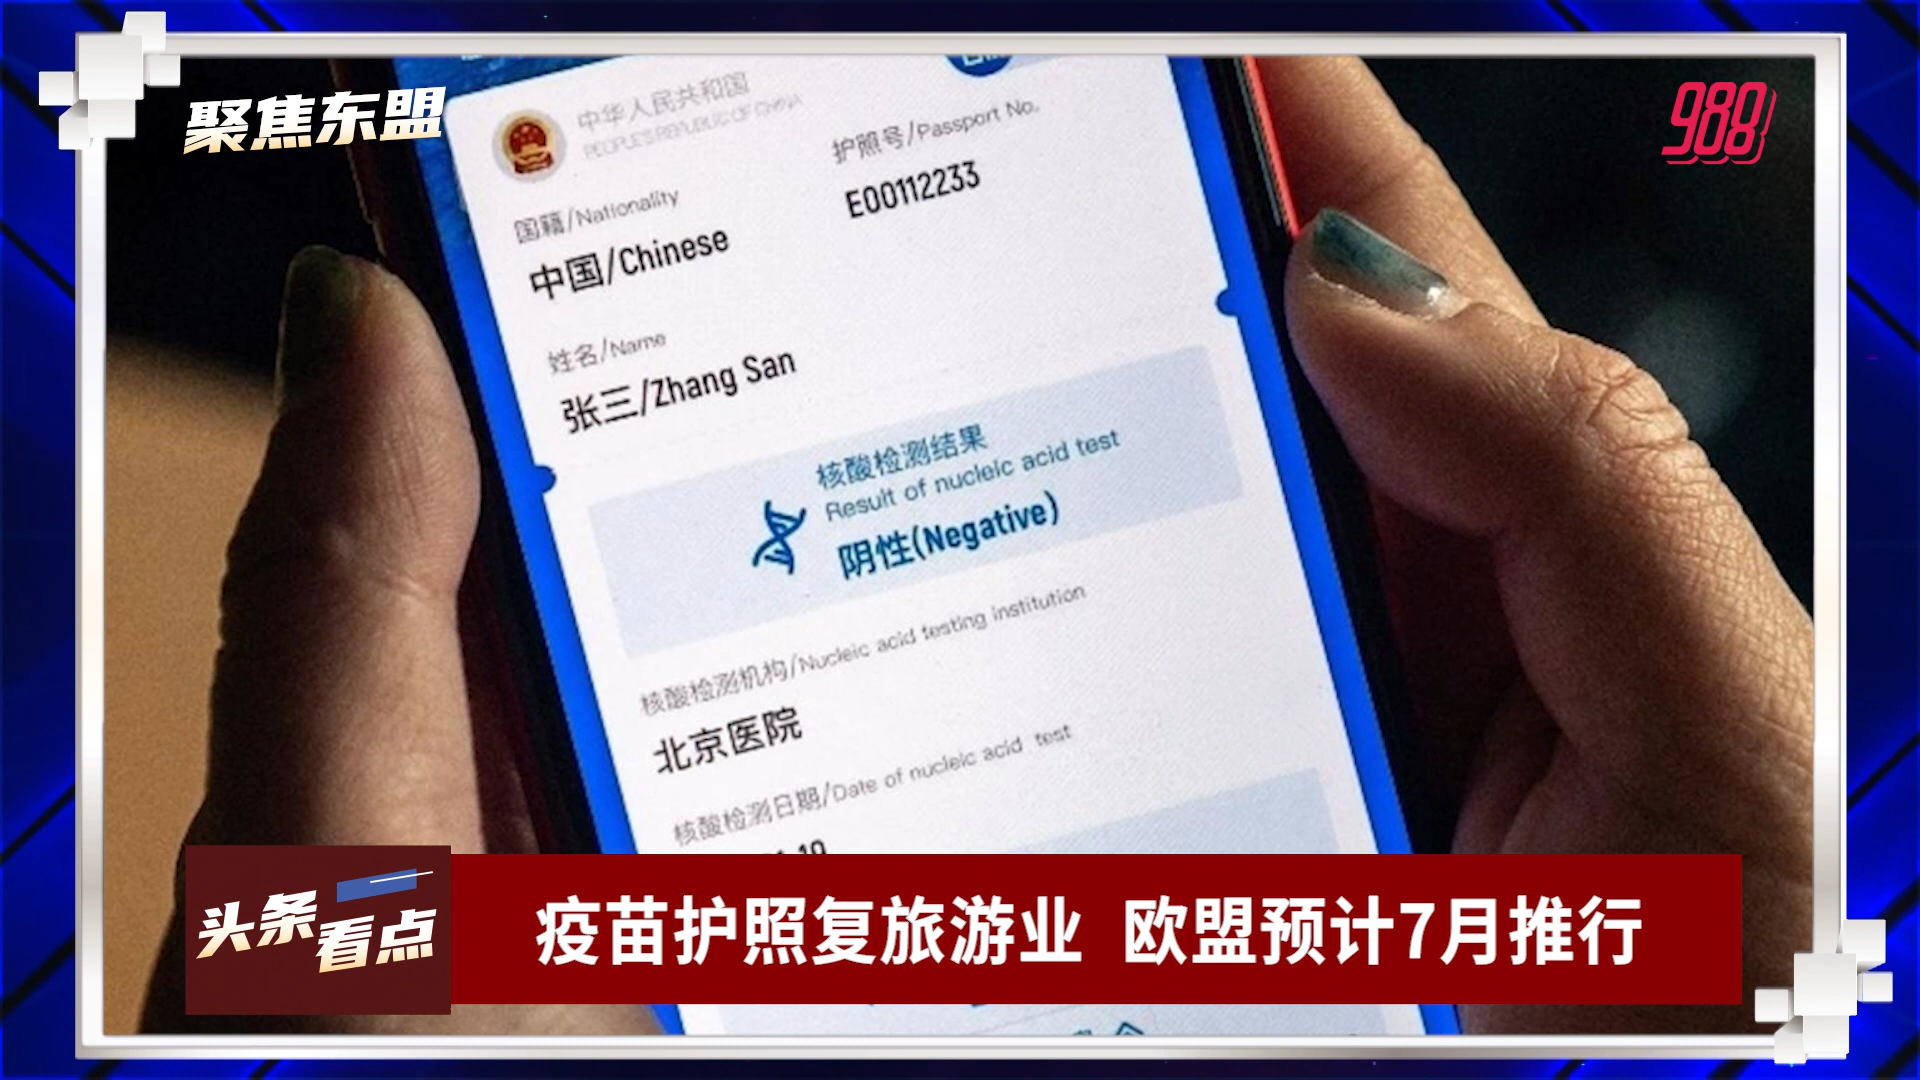 聚焦东盟
988
中华人民共和国
PEOPLE'S REPUBLIC OF CHINA
国籍/Nationality
护照号/Passport No.
中国/Chinese
E00112233
姓名/Name
张三/Zhang San
核酸检测结果
Result of nucleic acid test
阴性(Negative)
核酸检测机构/Nucleic acid testing institution
北京医院
核酸检测日期/Date of nucleic acid test
头条
看点
疫苗护照复旅游业 欧盟预计7月推行